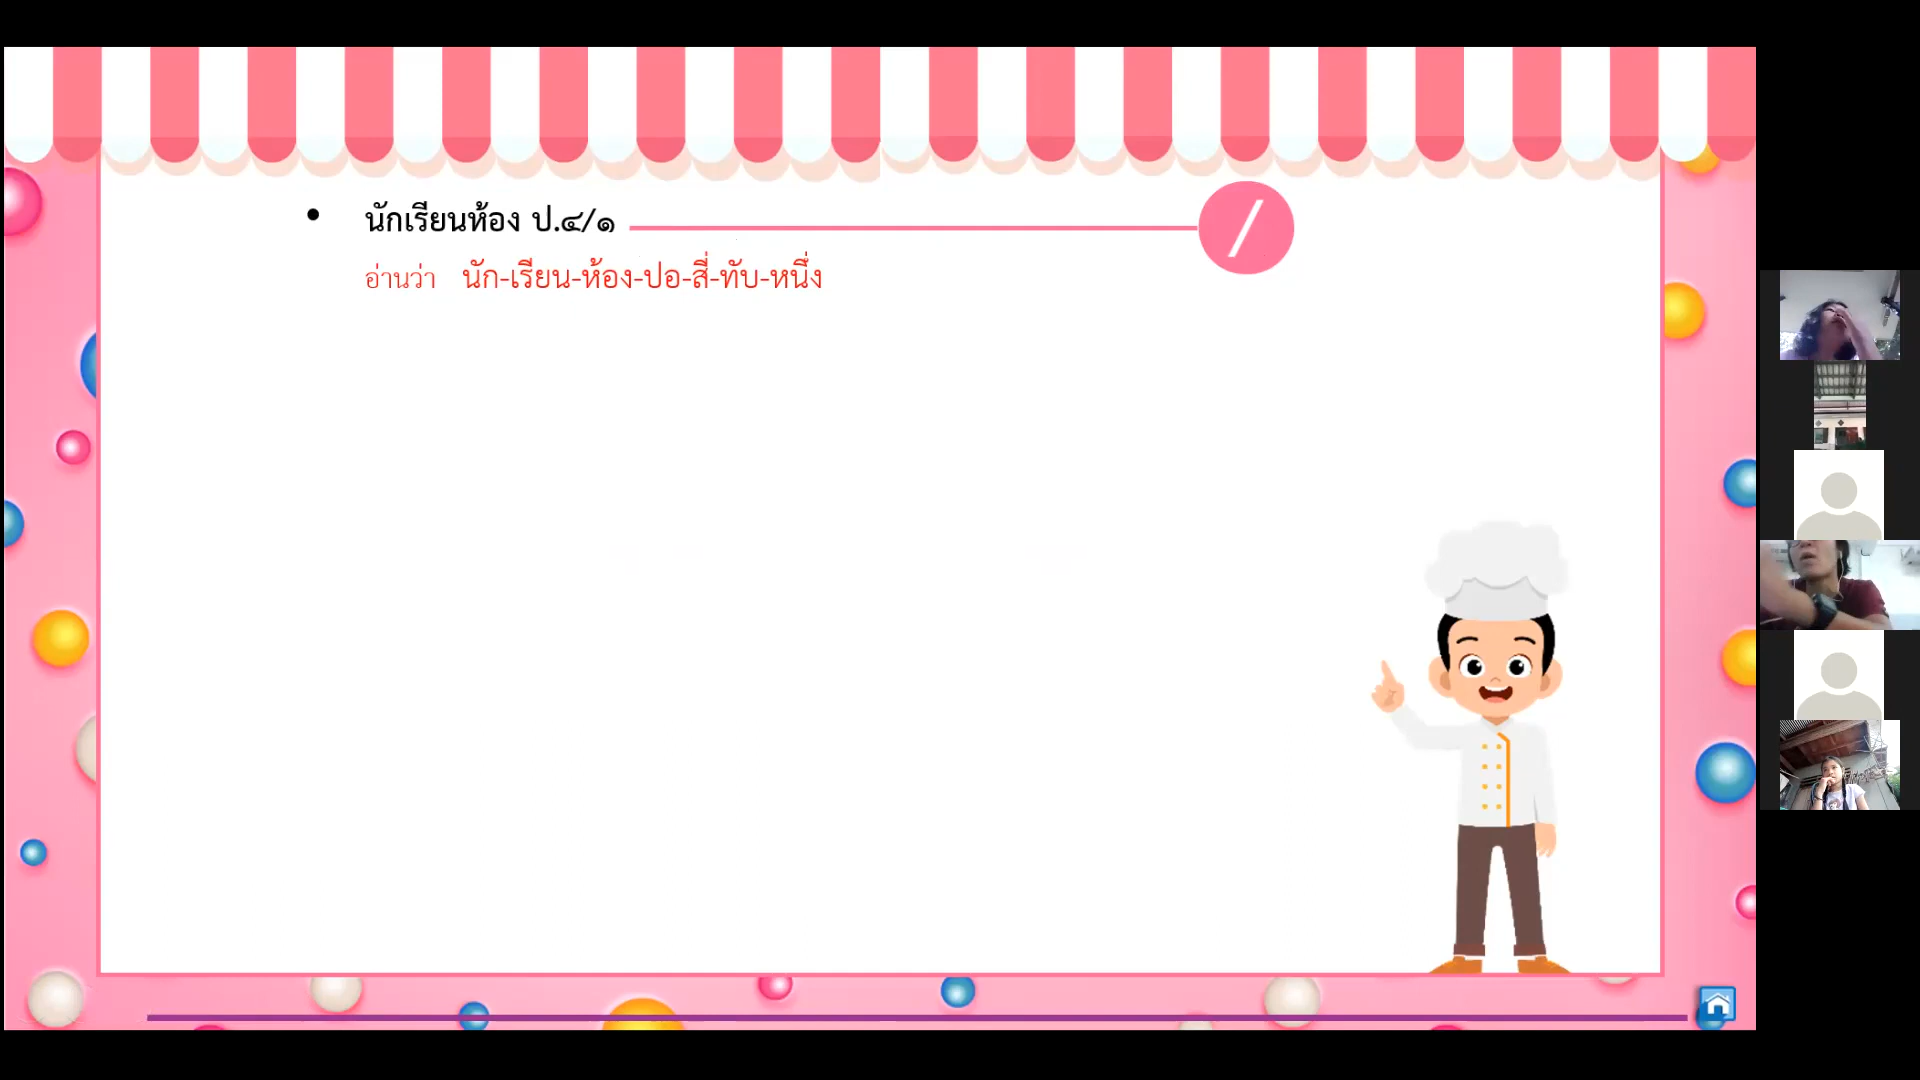 • นักเรียนห้อง ป.๔/๑ /
อ่านว่า นัก-เรียน-ห้อง-ปอ-สี่-ทับ-หนึ่ง